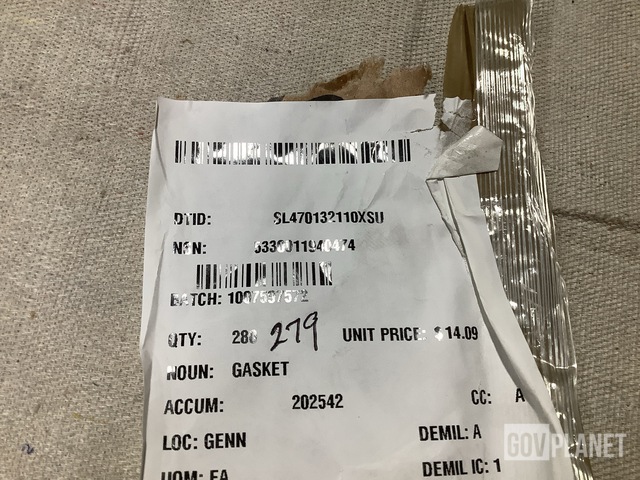 DTID: SL470132110XSU
NSN: 5330011940474
BATCH: 1007597572
QTY: 286 279 UNIT PRICE: $ 14.09
NOUN: GASKET
ACCUM: 202542 CC: A
LOC: GENN DEMIL: A
UOM: EA DEMIL IC: 1
GOVPLANET